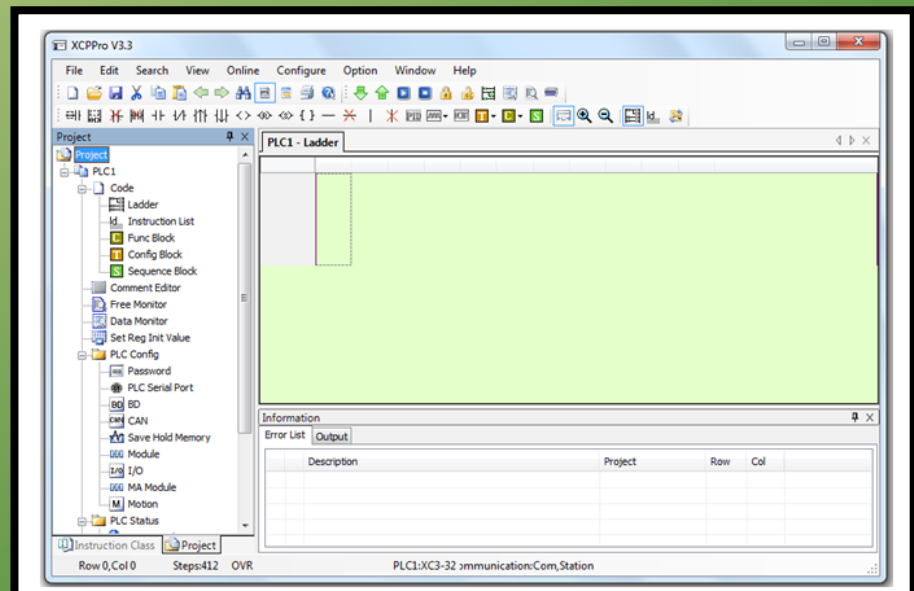 XCPPro V3.3
File Edit Search View Online Configure Option Window Help
Project
PLC1 - Ladder
Project
PLC1
Code
Ladder
Instruction List
Func Block
Config Block
Sequence Block
Comment Editor
Free Monitor
Data Monitor
Set Reg Init Value
PLC Config
Password
PLC Serial Port
BD BD
CAN CAN
Save Hold Memory
Module
I/O I/O
MA Module
M Motion
PLC Status
Instruction Class Project
Information
Error List Output
Description Project Row Col
Row 0,Col 0 Steps:412 OVR PLC1:XC3-32 ommunication:Com,Station